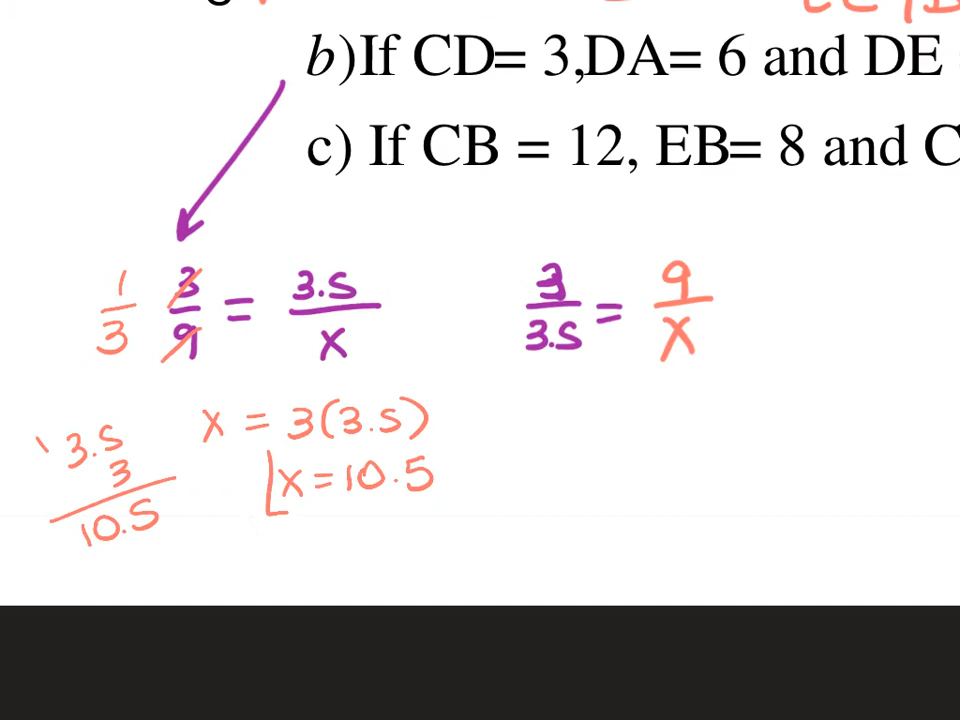 b)If CD= 3,DA= 6 and DE
c) If CB = 12, EB= 8 and C
1/3 3/9 = 3.5/x 3/3.5 = 9/x
3.5 x = 3(3.5)
3 x = 10.5
10.5